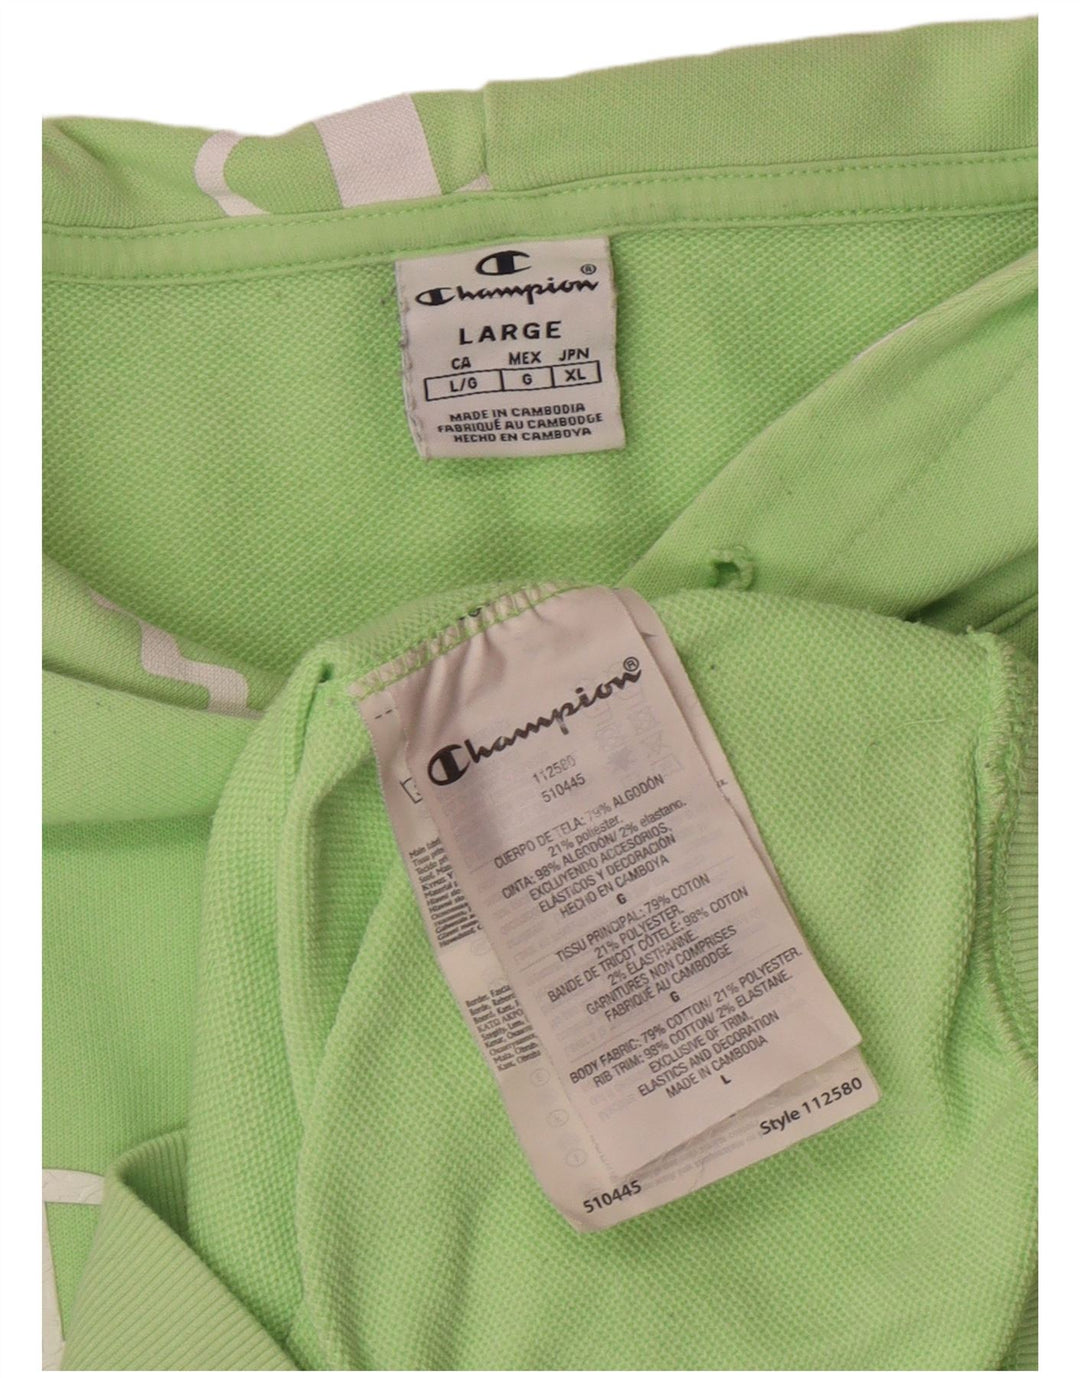 Champion®
LARGE
CA MEX JPN
L/G G XL
MADE IN CAMBODIA
FABRIQUÉ AU CAMBODGE
HECHO EN CAMBOYA
Champion®
112580
510445
CUERPO DE TELA: 79% ALGODÓN
21% poliester.
CINTA: 98% ALGODÓN/ 2% elastano.
EXCLUYENDO ACCESORIOS,
ELASTICOS Y DECORACIÓN
HECHO EN CAMBOYA
G
TISSU PRINCIPAL: 79% COTON
21% POLYESTER.
BANDE DE TRICOT CÔTELÉ: 98% COTON
2% ÉLASTHANNE.
GARNITURES NON COMPRISES
FABRIQUÉ AU CAMBODGE
G
BODY FABRIC: 79% COTTON/ 21% POLYESTER.
RIB TRIM: 98% COTTON/ 2% ELASTANE.
EXCLUSIVE OF TRIM,
ELASTICS AND DECORATION
MADE IN CAMBODIA
L
Style 112580
510445